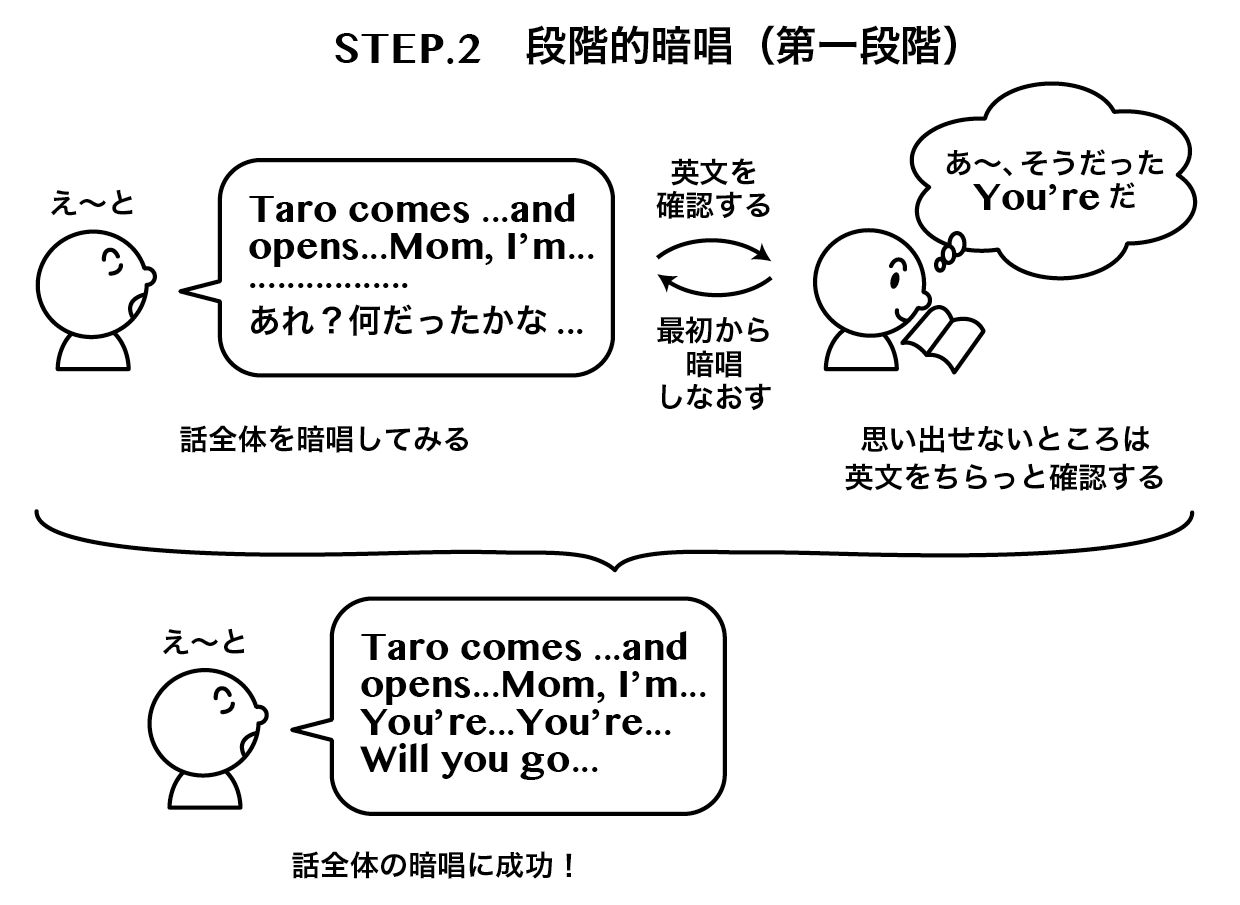 STEP.2　段階的暗唱（第一段階）
え〜と
Taro comes ...and
opens...Mom, I'm...
.................
あれ？何だったかな ...
英文を
確認する
最初から
暗唱
しなおす
あ〜、そうだった
You're だ
話全体を暗唱してみる
思い出せないところは
英文をちらっと確認する
え〜と
Taro comes ...and
opens...Mom, I'm...
You're...You're...
Will you go...
話全体の暗唱に成功！